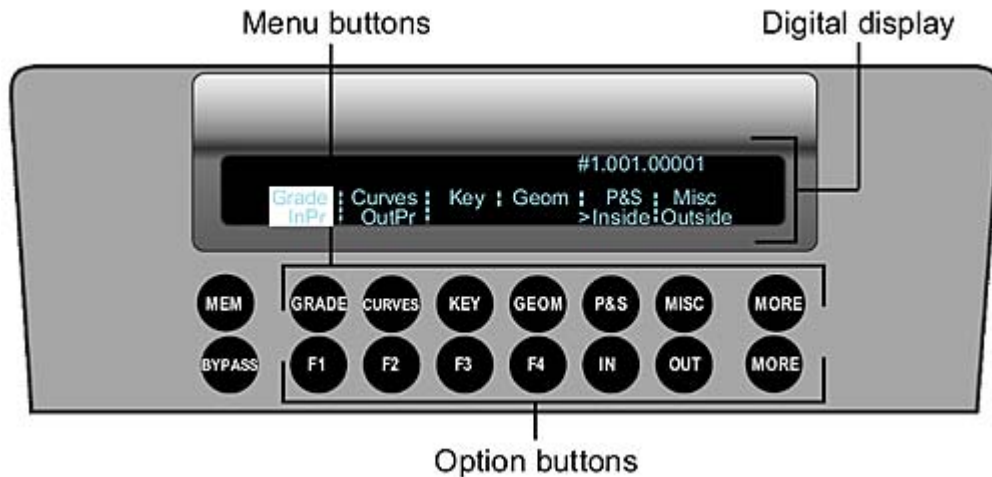 Menu buttons
Digital display
#1.001.00001
Grade ¦ Curves ¦ Key ¦ Geom ¦ P&S ¦ Misc
InPr ¦ OutPr ¦ >Inside ¦ Outside
MEM GRADE CURVES KEY GEOM P&S MISC MORE
BYPASS F1 F2 F3 F4 IN OUT MORE
Option buttons